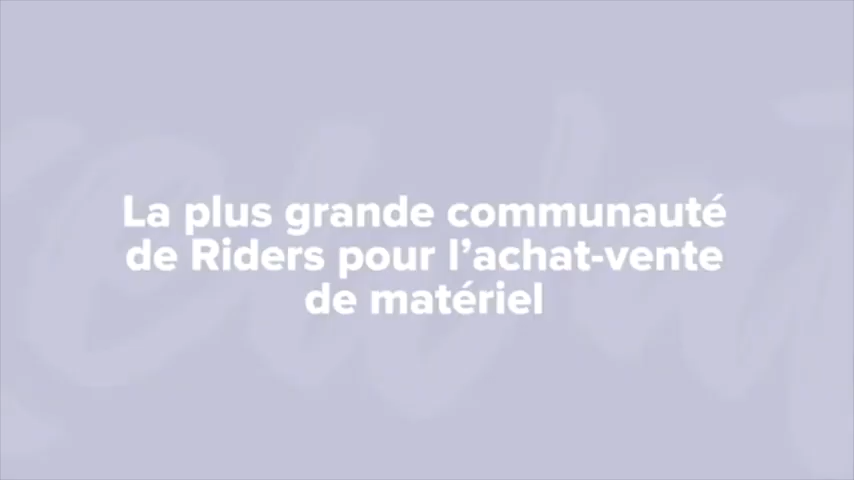 La plus grande communauté
de Riders pour l’achat-vente
de matériel